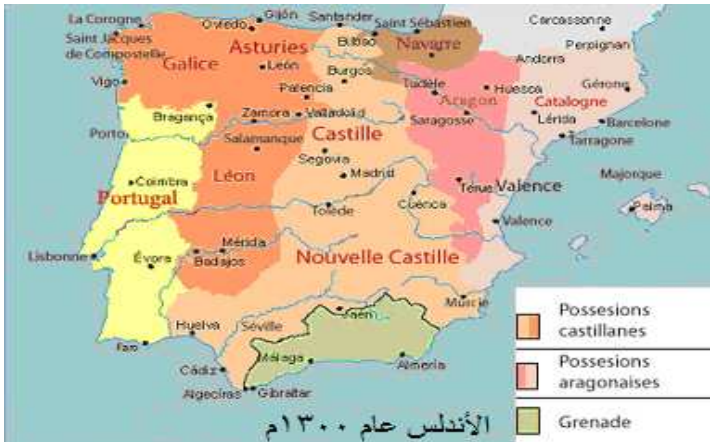 La Corogne
Oviedo
Gijón
Santander
Saint Sébastien
Carcassonne
Saint Jacques
de Compostelle
Asturies
Bilbao
Navarre
Perpignan
Galice
León
Burgos
Andorra
Vigo
Palencia
Tudèle
Huesca
Gérone
Bragança
Zamora
Valladolid
Aragon
Catalogne
Porto
Saragosse
Lérida
Barcelone
Salamanque
Castille
Tarragone
Segovia
Coimbra
Léon
Madrid
Majorque
Portugal
Valence
Tolède
Cuenca
Palma
Valence
Lisbonne
Évora
Mérida
Badajos
Nouvelle Castille
Murcie
Huelva
Séville
Jaén
Faro
Málaga
Almería
Cádiz
Algeciras
Gibraltar
Possesions
castillanes
Possesions
aragonaises
Grenade
الأندلس عام ١٣٠٠م